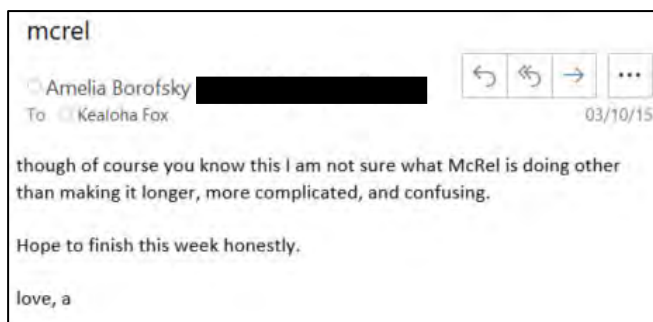 mcrel
Amelia Borofsky
To Kealoha Fox
03/10/15
though of course you know this I am not sure what McRel is doing other
than making it longer, more complicated, and confusing.
Hope to finish this week honestly.
love, a